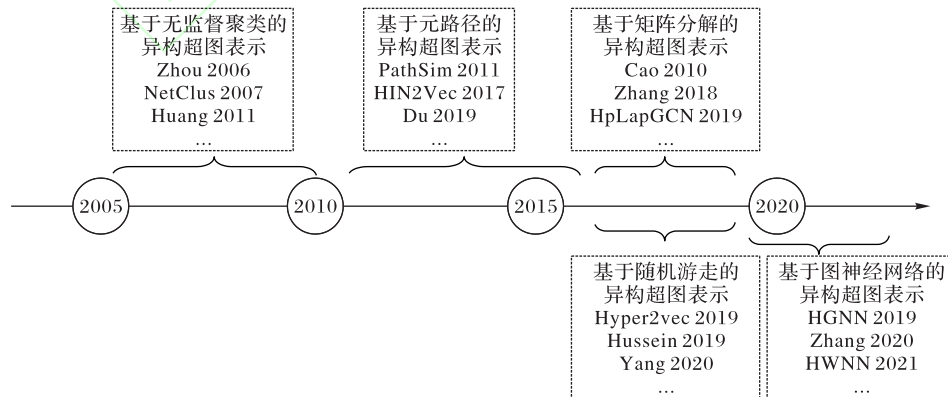 基于无监督聚类的
异构超图表示
Zhou 2006
NetClus 2007
Huang 2011
…
基于元路径的
异构超图表示
PathSim 2011
HIN2Vec 2017
Du 2019
…
基于矩阵分解的
异构超图表示
Cao 2010
Zhang 2018
HpLapGCN 2019
…
2005
2010
2015
2020
基于随机游走的
异构超图表示
Hyper2vec 2019
Hussein 2019
Yang 2020
…
基于图神经网络的
异构超图表示
HGNN 2019
Zhang 2020
HWNN 2021
…